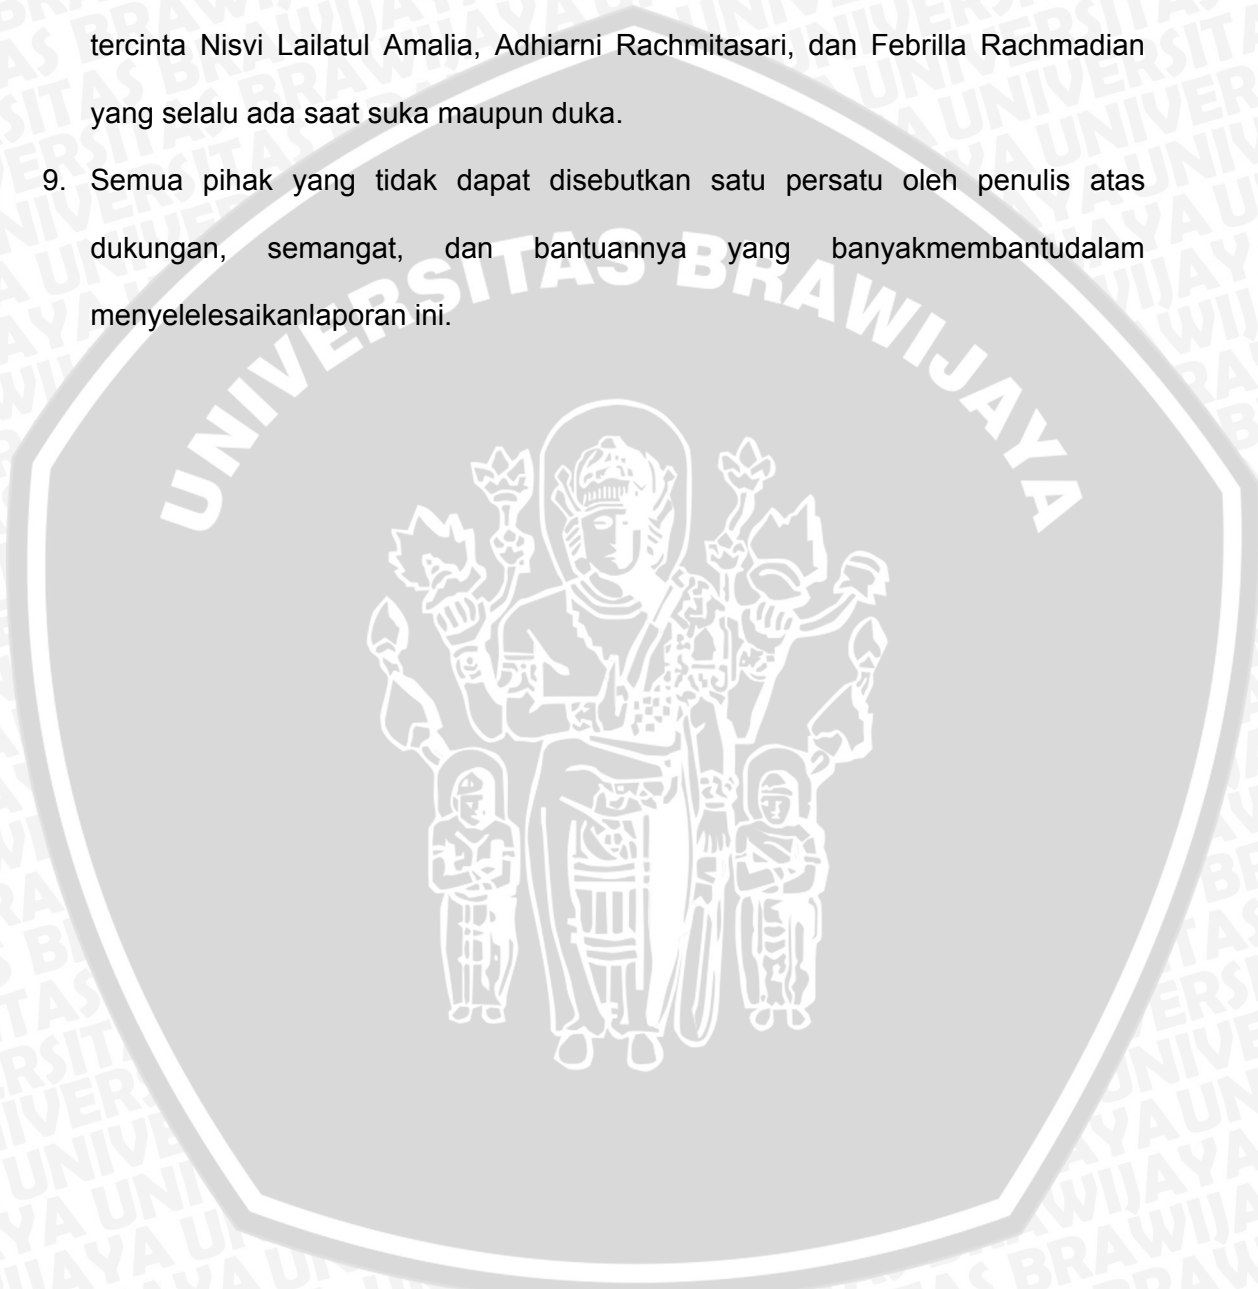 tercinta Nisvi Lailatul Amalia, Adhiarni Rachmitasari, dan Febrilla Rachmadian
yang selalu ada saat suka maupun duka.
9. Semua pihak yang tidak dapat disebutkan satu persatu oleh penulis atas
dukungan, semangat, dan bantuannya yang banyakmembantudalam
menyelelesaikanlaporan ini.
UNIVERSITAS BRAWIJAYA